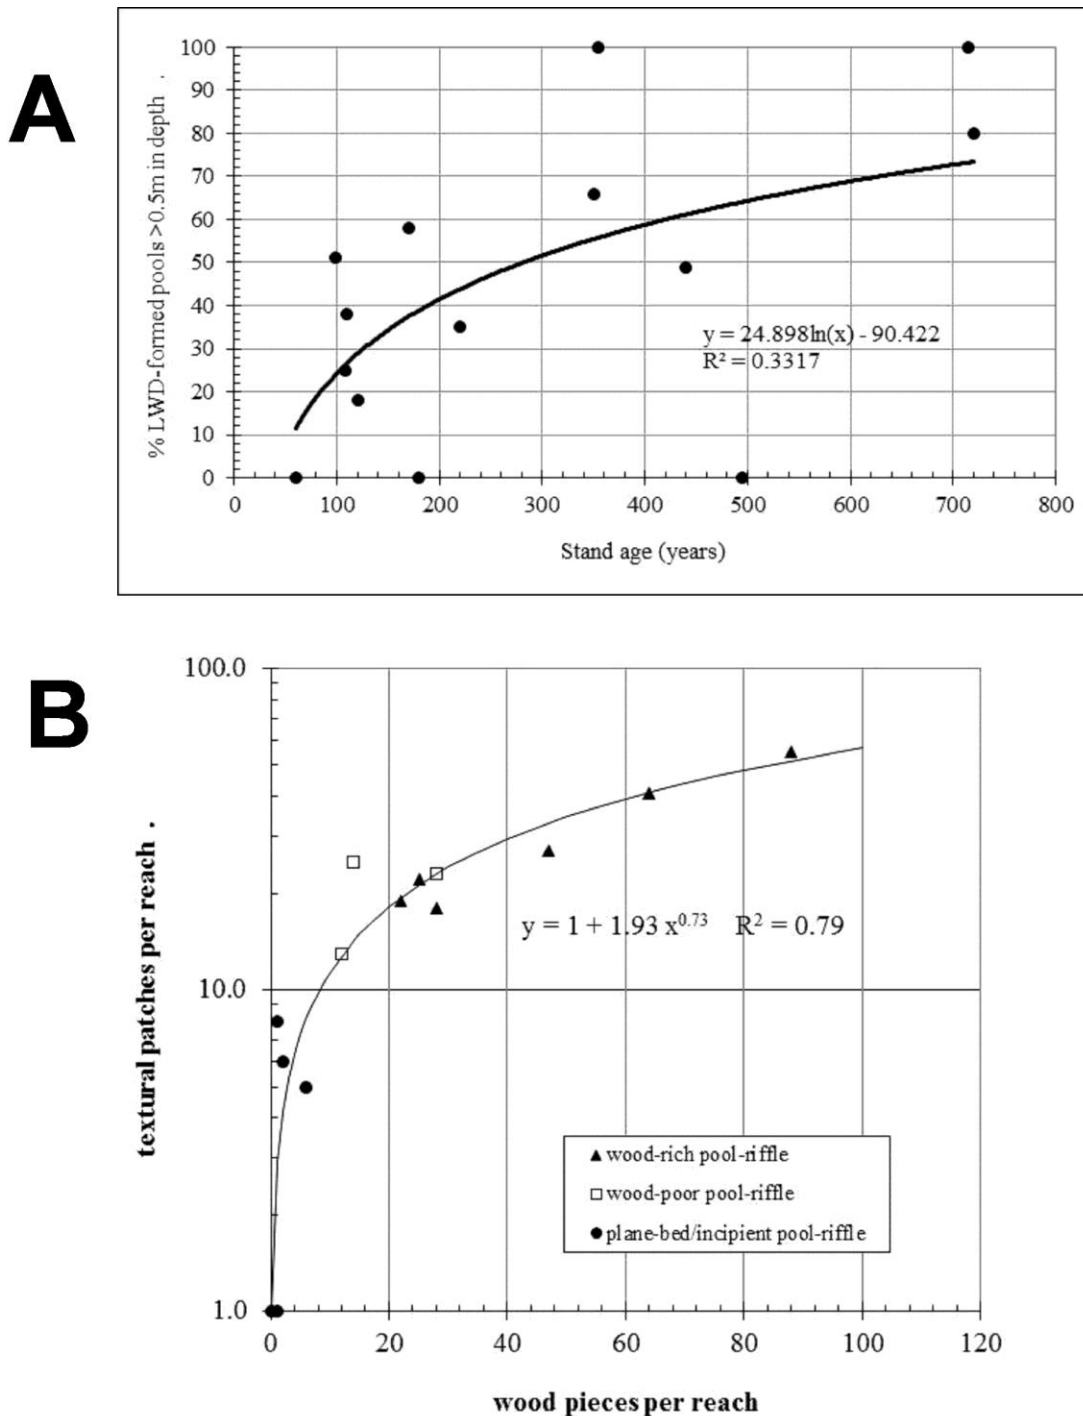 A
% LWD-formed pools >0.5m in depth .
100
90
80
70
60
50
40
30
20
10
0
y = 24.898ln(x) - 90.422
R² = 0.3317
0 100 200 300 400 500 600 700 800
Stand age (years)
B
textural patches per reach .
100.0
10.0
1.0
y = 1 + 1.93 x^0.73 R² = 0.79
wood-rich pool-riffle
wood-poor pool-riffle
plane-bed/incipient pool-riffle
0 20 40 60 80 100 120
wood pieces per reach